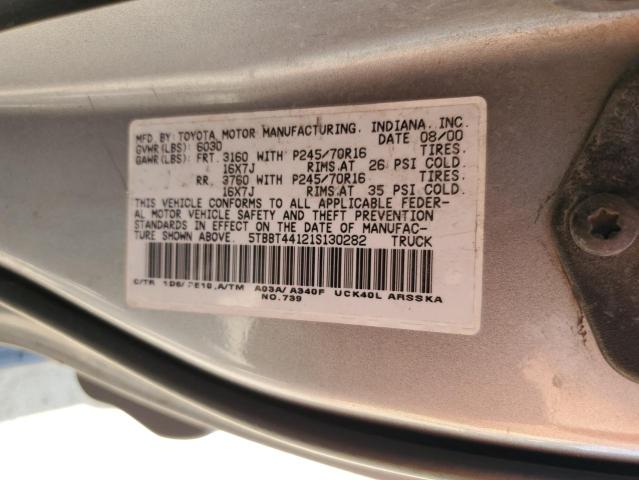 MFD BY: TOYOTA MOTOR MANUFACTURING, INDIANA, INC.
GVWR(LBS): 6030 DATE 08/00
GAWR(LBS): FRT. 3160 WITH P245/70R16 TIRES.
16X7J RIMS.AT 26 PSI COLD.
RR. 3760 WITH P245/70R16 TIRES.
16X7J RIMS.AT 35 PSI COLD.
THIS VEHICLE CONFORMS TO ALL APPLICABLE FEDER-
AL MOTOR VEHICLE SAFETY AND THEFT PREVENTION
STANDARDS IN EFFECT ON THE DATE OF MANUFAC-
TURE SHOWN ABOVE. 5TBBT44121S130282 TRUCK
C/TR 1D6/ A/TM A03A/A340F UCK40L ARSSKA
NO.739